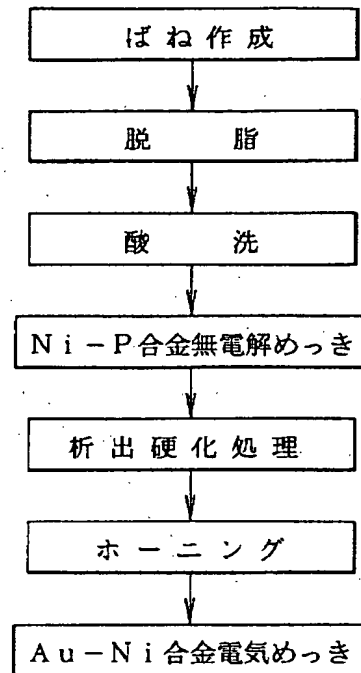 ばね作成
脱脂
酸洗
Ni-P合金無電解めっき
析出硬化処理
ホーニング
Au-Ni合金電気めっき